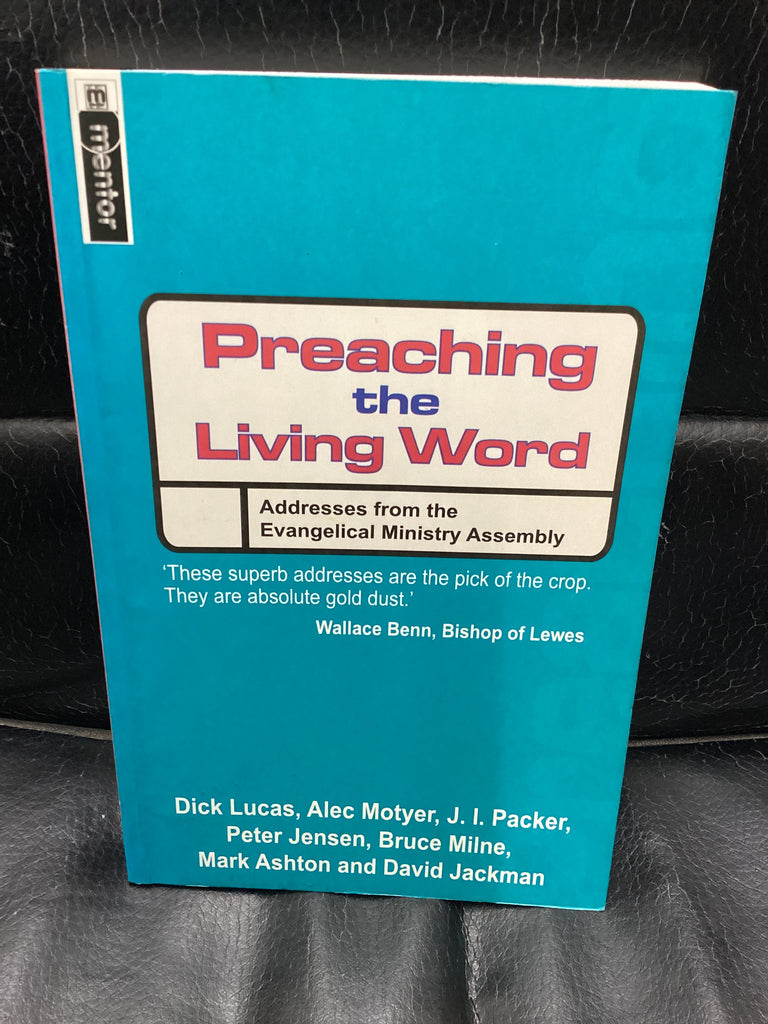 mentor
Preaching
the
Living Word
Addresses from the
Evangelical Ministry Assembly
‘These superb addresses are the pick of the crop.
They are absolute gold dust.’
Wallace Benn, Bishop of Lewes
Dick Lucas, Alec Motyer, J. I. Packer,
Peter Jensen, Bruce Milne,
Mark Ashton and David Jackman